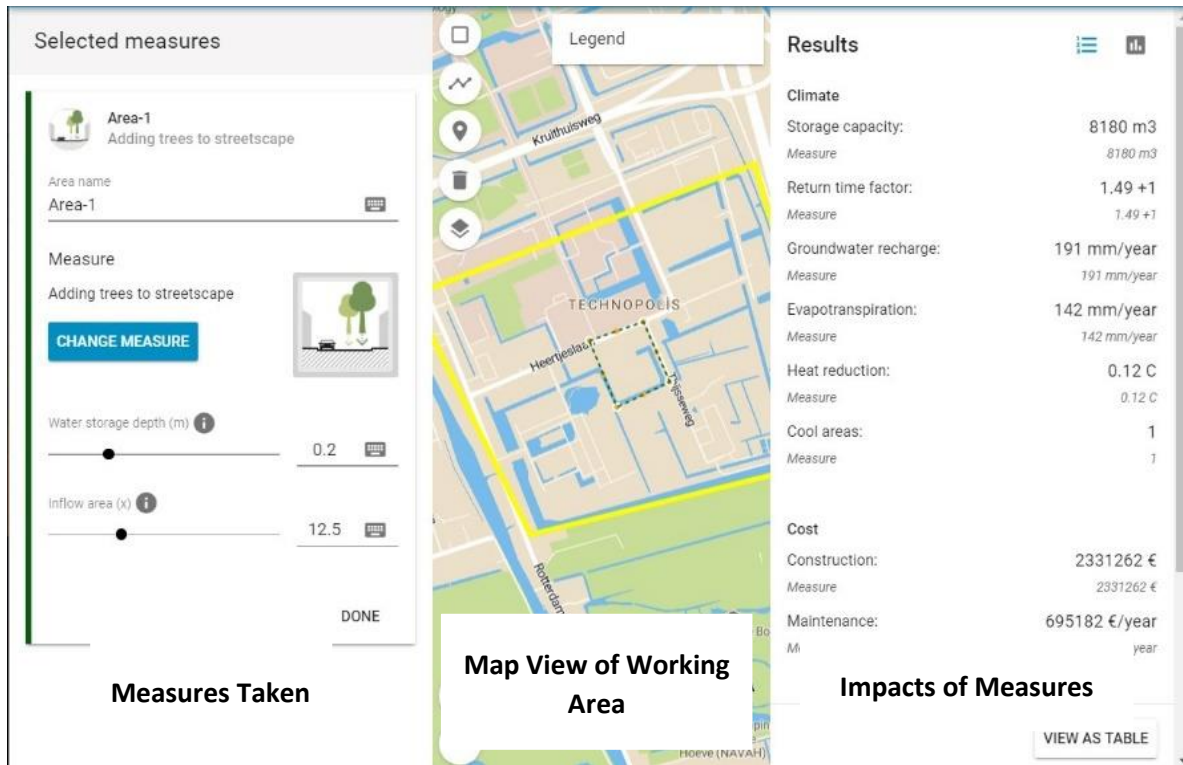 Selected measures
Area-1
Adding trees to streetscape
Area name
Area-1
Measure
Adding trees to streetscape
CHANGE MEASURE
Water storage depth (m)
0.2
Inflow area (x)
12.5
DONE
Measures Taken
Legend
Kruithuisweg
TECHNOPOLIS
Heertjeslaa
Thijsseweg
Rotterdam
Map View of Working
Area
Hoeve (NAVAH)
Results
Climate
Storage capacity: 8180 m3
Measure 8180 m3
Return time factor: 1.49 +1
Measure 1.49 +1
Groundwater recharge: 191 mm/year
Measure 191 mm/year
Evapotranspiration: 142 mm/year
Measure 142 mm/year
Heat reduction: 0.12 C
Measure 0.12 C
Cool areas: 1
Measure 1
Cost
Construction: 2331262 €
Measure 2331262 €
Maintenance: 695182 €/year
year
Impacts of Measures
VIEW AS TABLE